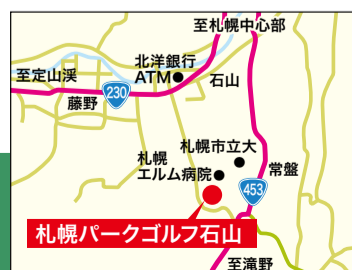 至札幌中心部
北洋銀行
ATM
至定山渓
石山
230
藤野
札幌市立大
札幌
エルム病院
常盤
453
札幌パークゴルフ石山
至滝野